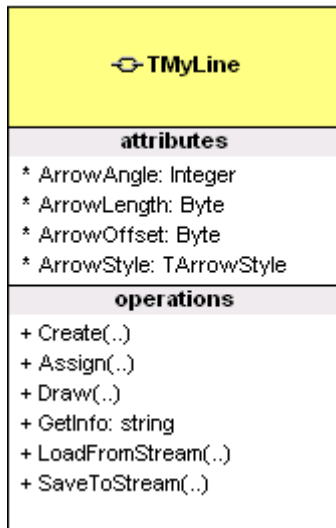 TMyLine
attributes
* ArrowAngle: Integer
* ArrowLength: Byte
* ArrowOffset: Byte
* ArrowStyle: TArrowStyle
operations
+ Create(..)
+ Assign(..)
+ Draw(..)
+ GetInfo: string
+ LoadFromStream(..)
+ SaveToStream(..)